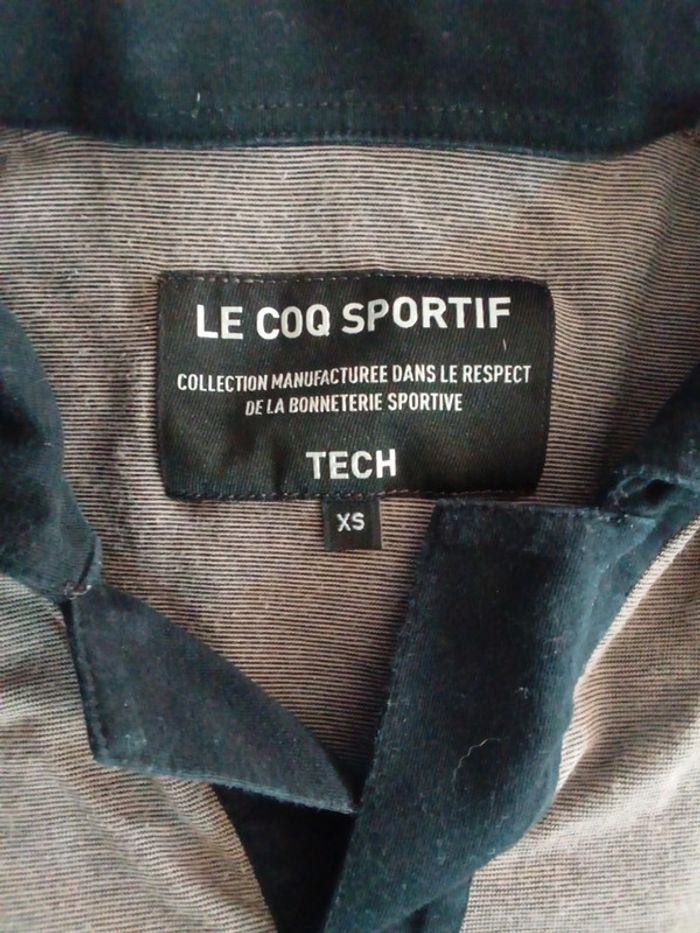 LE COQ SPORTIF
COLLECTION MANUFACTUREE DANS LE RESPECT
DE LA BONNETERIE SPORTIVE
TECH
XS